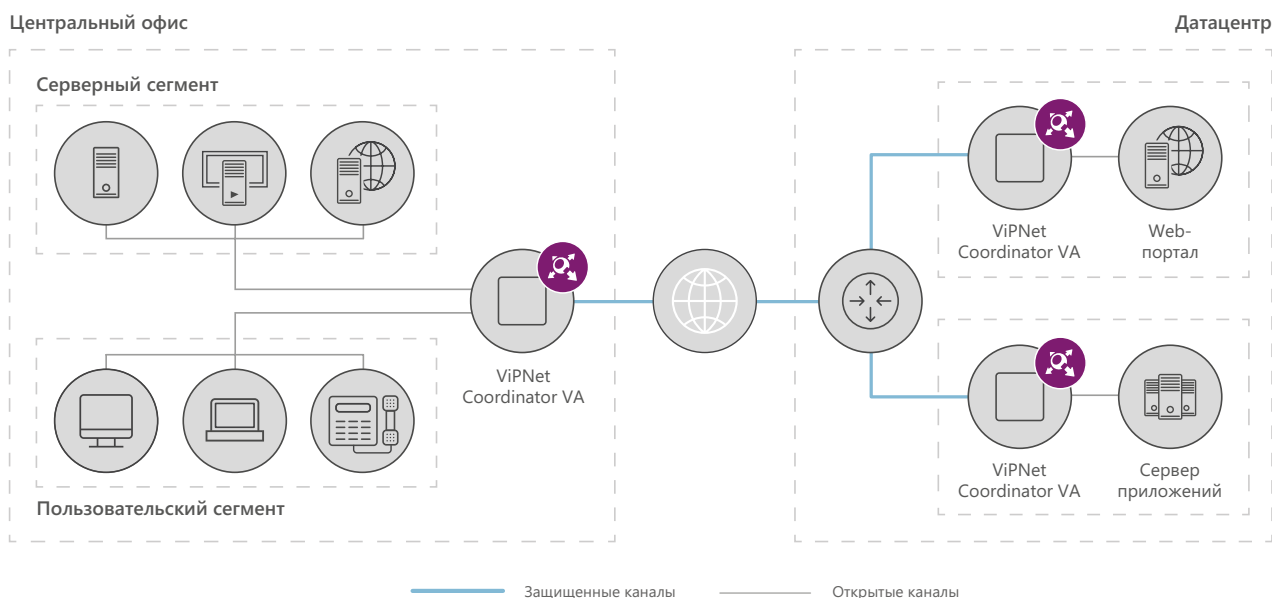 Центральный офис
Датацентр
Серверный сегмент
ViPNet
Coordinator VA
Web-
портал
ViPNet
Coordinator VA
ViPNet
Coordinator VA
Сервер
приложений
Пользовательский сегмент
Защищенные каналы
Открытые каналы